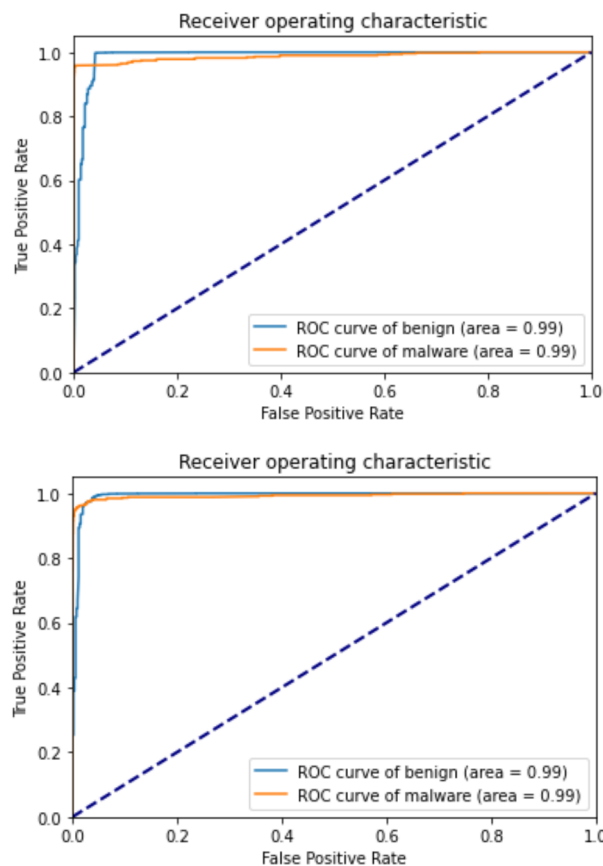 Receiver operating characteristic
1.0
0.8
0.6
0.4
0.2
0.0
True Positive Rate
ROC curve of benign (area = 0.99)
ROC curve of malware (area = 0.99)
0.0 0.2 0.4 0.6 0.8 1.0
False Positive Rate
Receiver operating characteristic
1.0
0.8
0.6
0.4
0.2
0.0
True Positive Rate
ROC curve of benign (area = 0.99)
ROC curve of malware (area = 0.99)
0.0 0.2 0.4 0.6 0.8 1.0
False Positive Rate